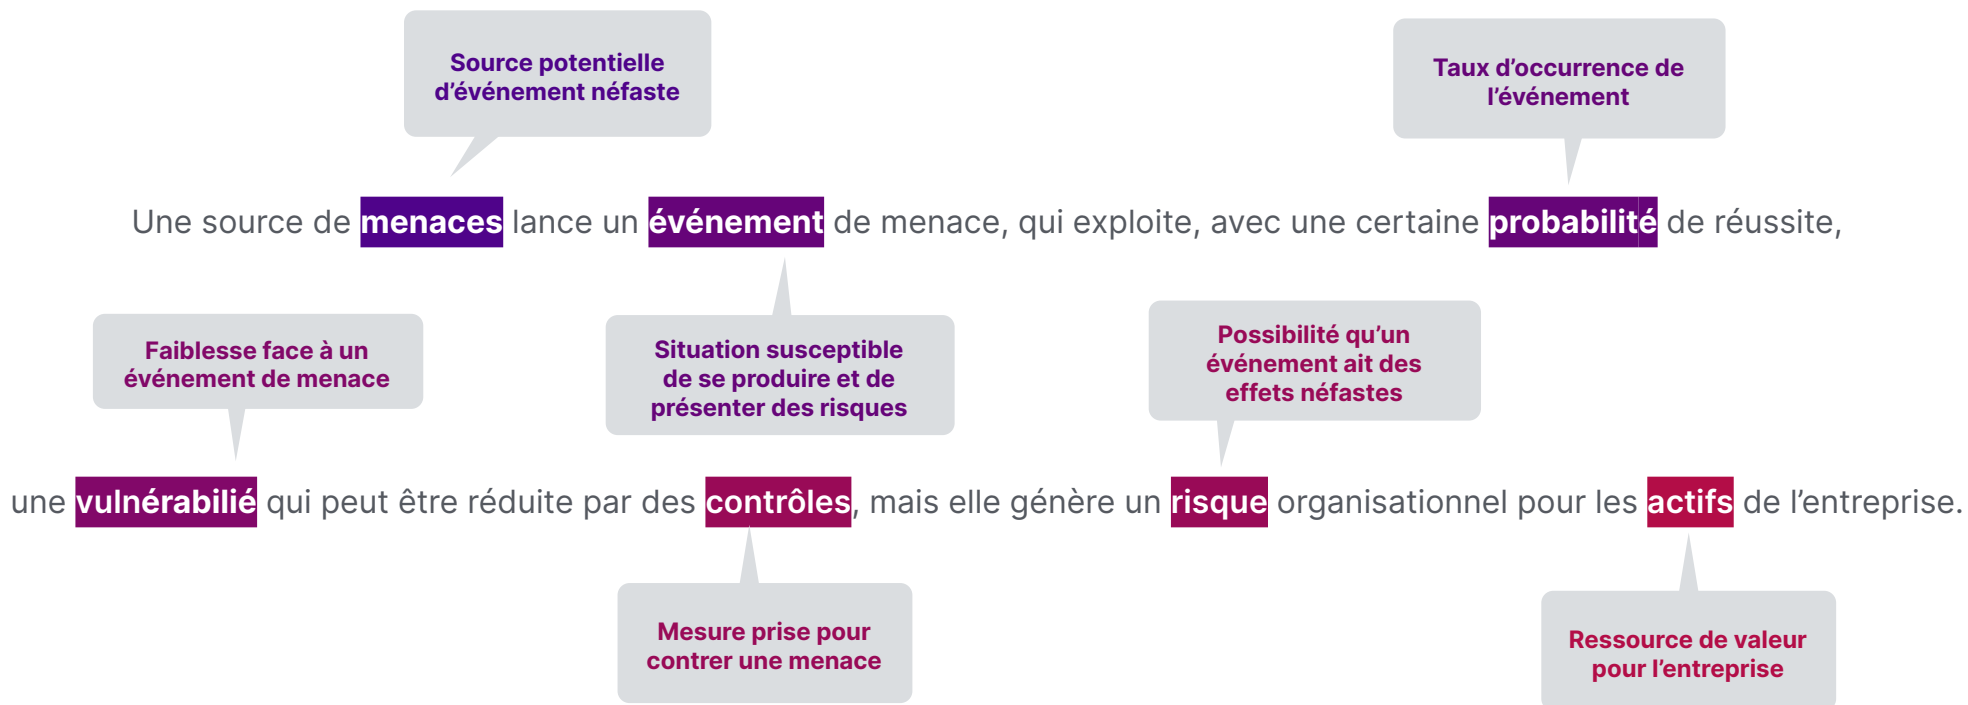 Source potentielle
d’événement néfaste
Taux d’occurrence de
l’événement
Une source de menaces lance un événement de menace, qui exploite, avec une certaine probabilité de réussite,
Faiblesse face à un
événement de menace
Situation susceptible
de se produire et de
présenter des risques
Possibilité qu’un
événement ait des
effets néfastes
une vulnérabilié qui peut être réduite par des contrôles, mais elle génère un risque organisationnel pour les actifs de l’entreprise.
Mesure prise pour
contrer une menace
Ressource de valeur
pour l’entreprise